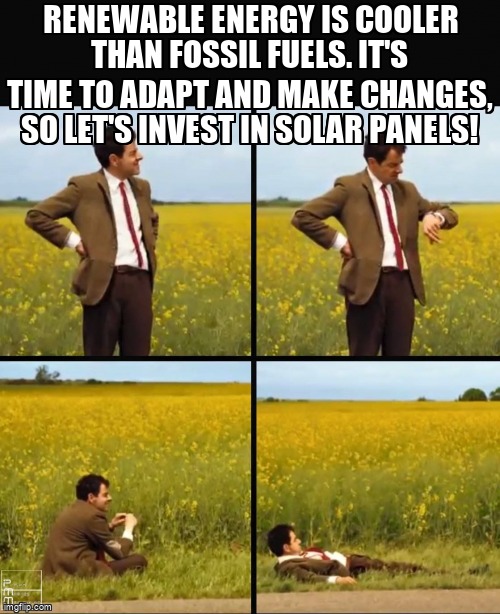 RENEWABLE ENERGY IS COOLER
THAN FOSSIL FUELS. IT'S
TIME TO ADAPT AND MAKE CHANGES,
SO LET'S INVEST IN SOLAR PANELS!
imgflip.com